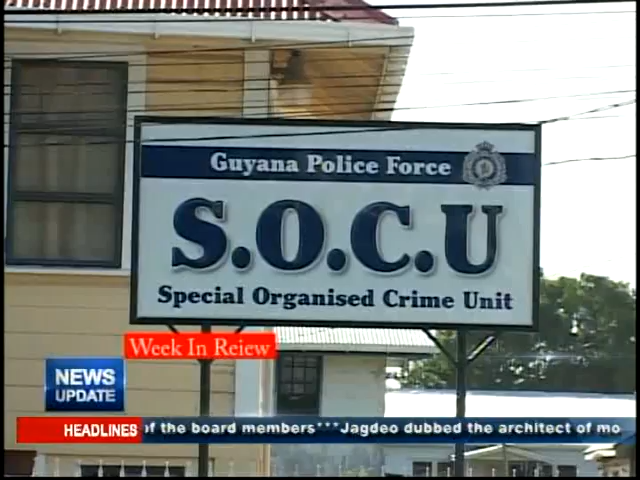 Guyana Police Force
S.O.C.U
Special Organised Crime Unit
Week In Reiew
NEWS
UPDATE
HEADLINES
of the board members***Jagdeo dubbed the architect of mo